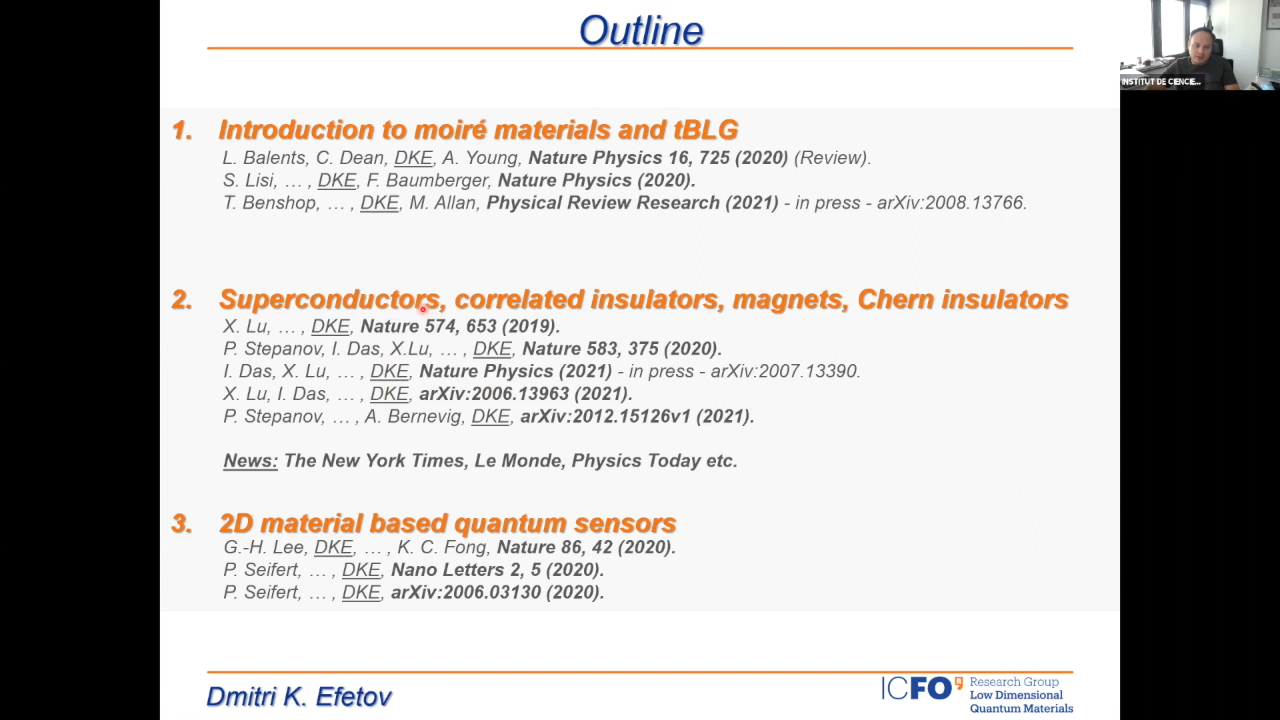 Outline
INSTITUT DE CIENCIE...
1. Introduction to moiré materials and tBLG
L. Balents, C. Dean, DKE, A. Young, Nature Physics 16, 725 (2020) (Review).
S. Lisi, … , DKE, F. Baumberger, Nature Physics (2020).
T. Benshop, … , DKE, M. Allan, Physical Review Research (2021) - in press - arXiv:2008.13766.
2. Superconductors, correlated insulators, magnets, Chern insulators
X. Lu, … , DKE, Nature 574, 653 (2019).
P. Stepanov, I. Das, X.Lu, … , DKE, Nature 583, 375 (2020).
I. Das, X. Lu, … , DKE, Nature Physics (2021) - in press - arXiv:2007.13390.
X. Lu, I. Das, … , DKE, arXiv:2006.13963 (2021).
P. Stepanov, … , A. Bernevig, DKE, arXiv:2012.15126v1 (2021).
News: The New York Times, Le Monde, Physics Today etc.
3. 2D material based quantum sensors
G.-H. Lee, DKE, … , K. C. Fong, Nature 86, 42 (2020).
P. Seifert, … , DKE, Nano Letters 2, 5 (2020).
P. Seifert, … , DKE, arXiv:2006.03130 (2020).
Dmitri K. Efetov
ICFO
Research Group
Low Dimensional
Quantum Materials